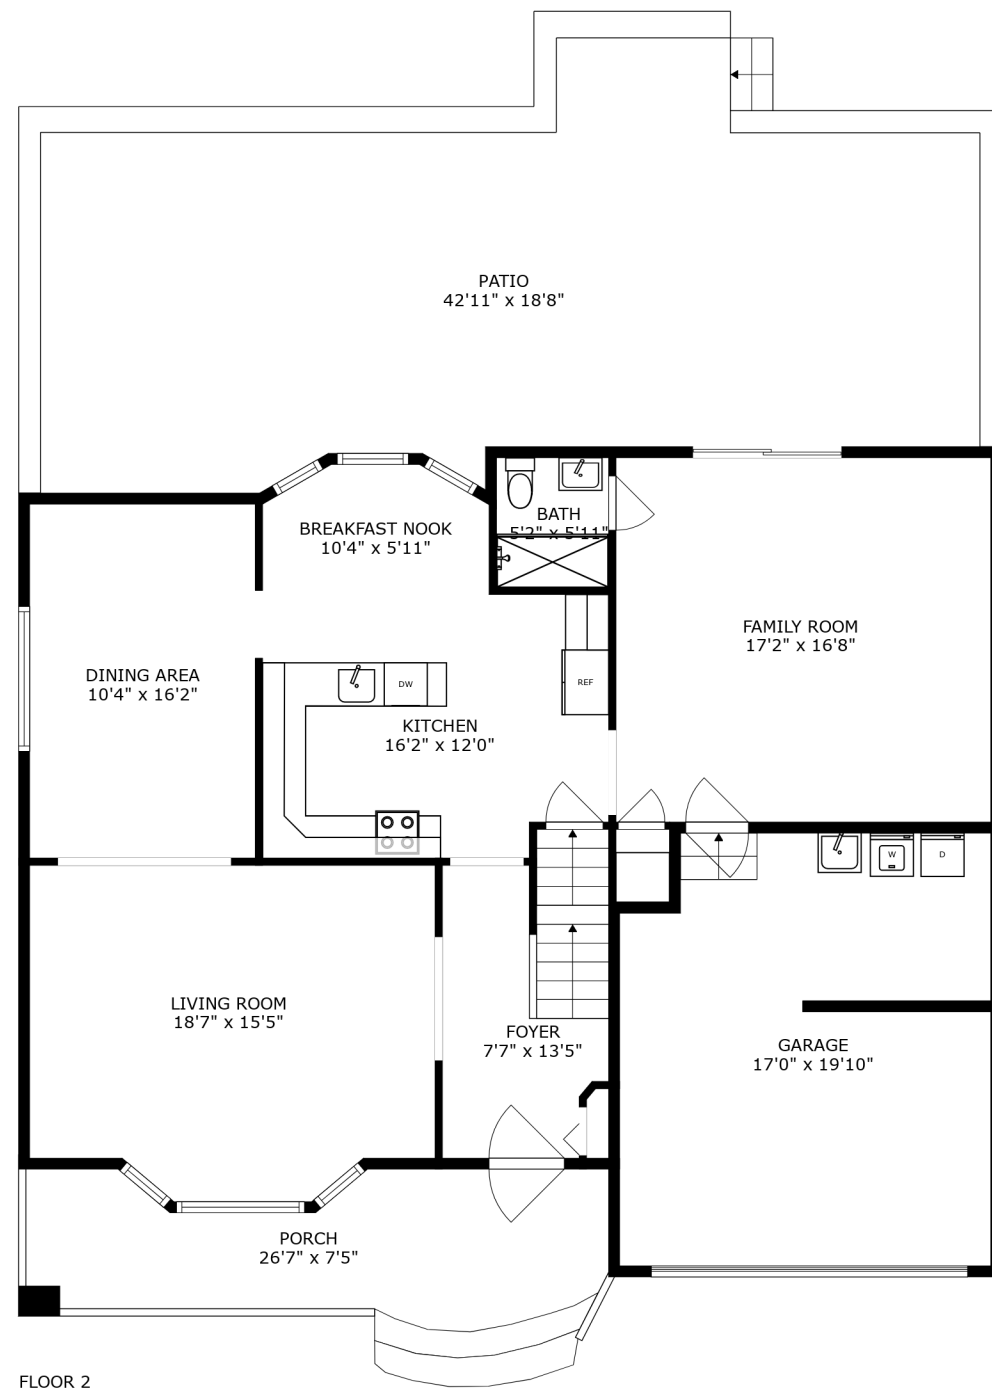 PATIO
42'11" x 18'8"
BREAKFAST NOOK
10'4" x 5'11"
BATH
5'2" x 5'11"
FAMILY ROOM
17'2" x 16'8"
DINING AREA
10'4" x 16'2"
DW
REF
KITCHEN
16'2" x 12'0"
W
D
LIVING ROOM
18'7" x 15'5"
FOYER
7'7" x 13'5"
GARAGE
17'0" x 19'10"
PORCH
26'7" x 7'5"
FLOOR 2